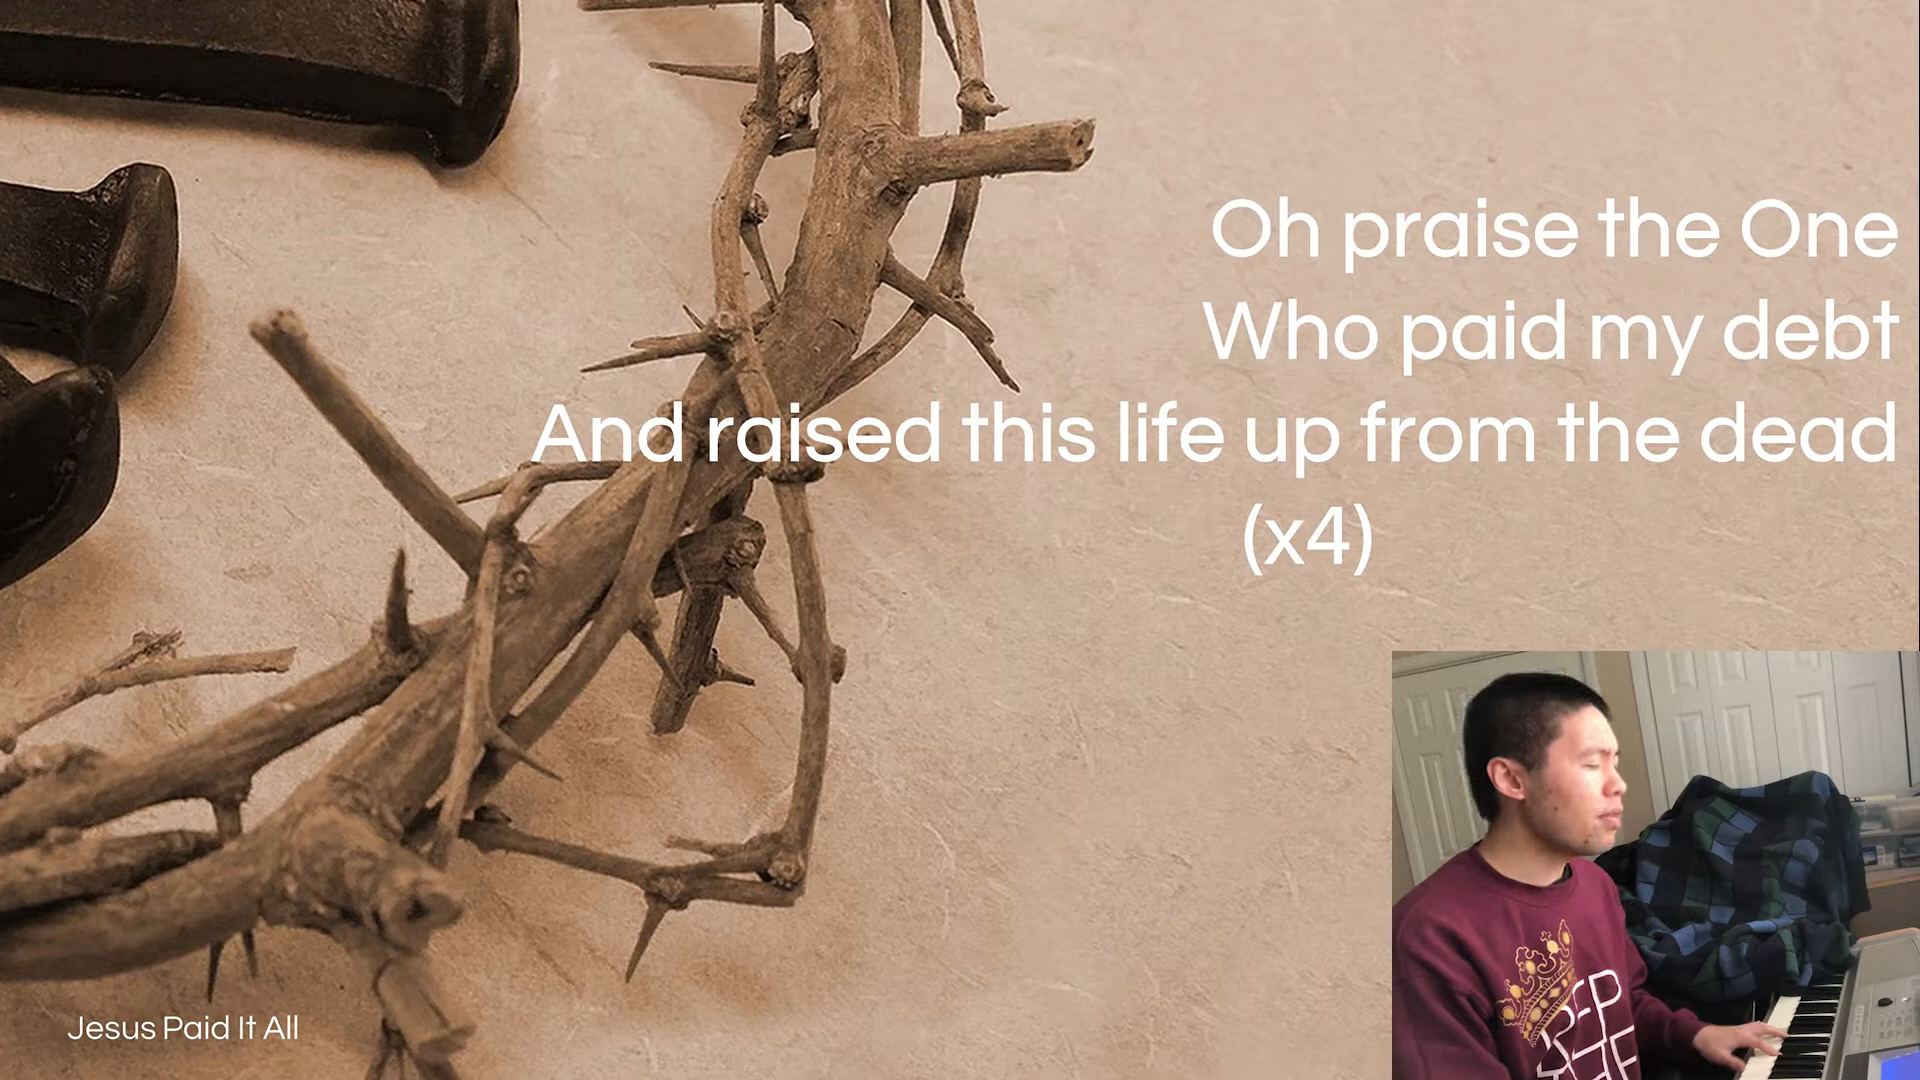 Oh praise the One
Who paid my debt
And raised this life up from the dead
(x4)
Jesus Paid It All